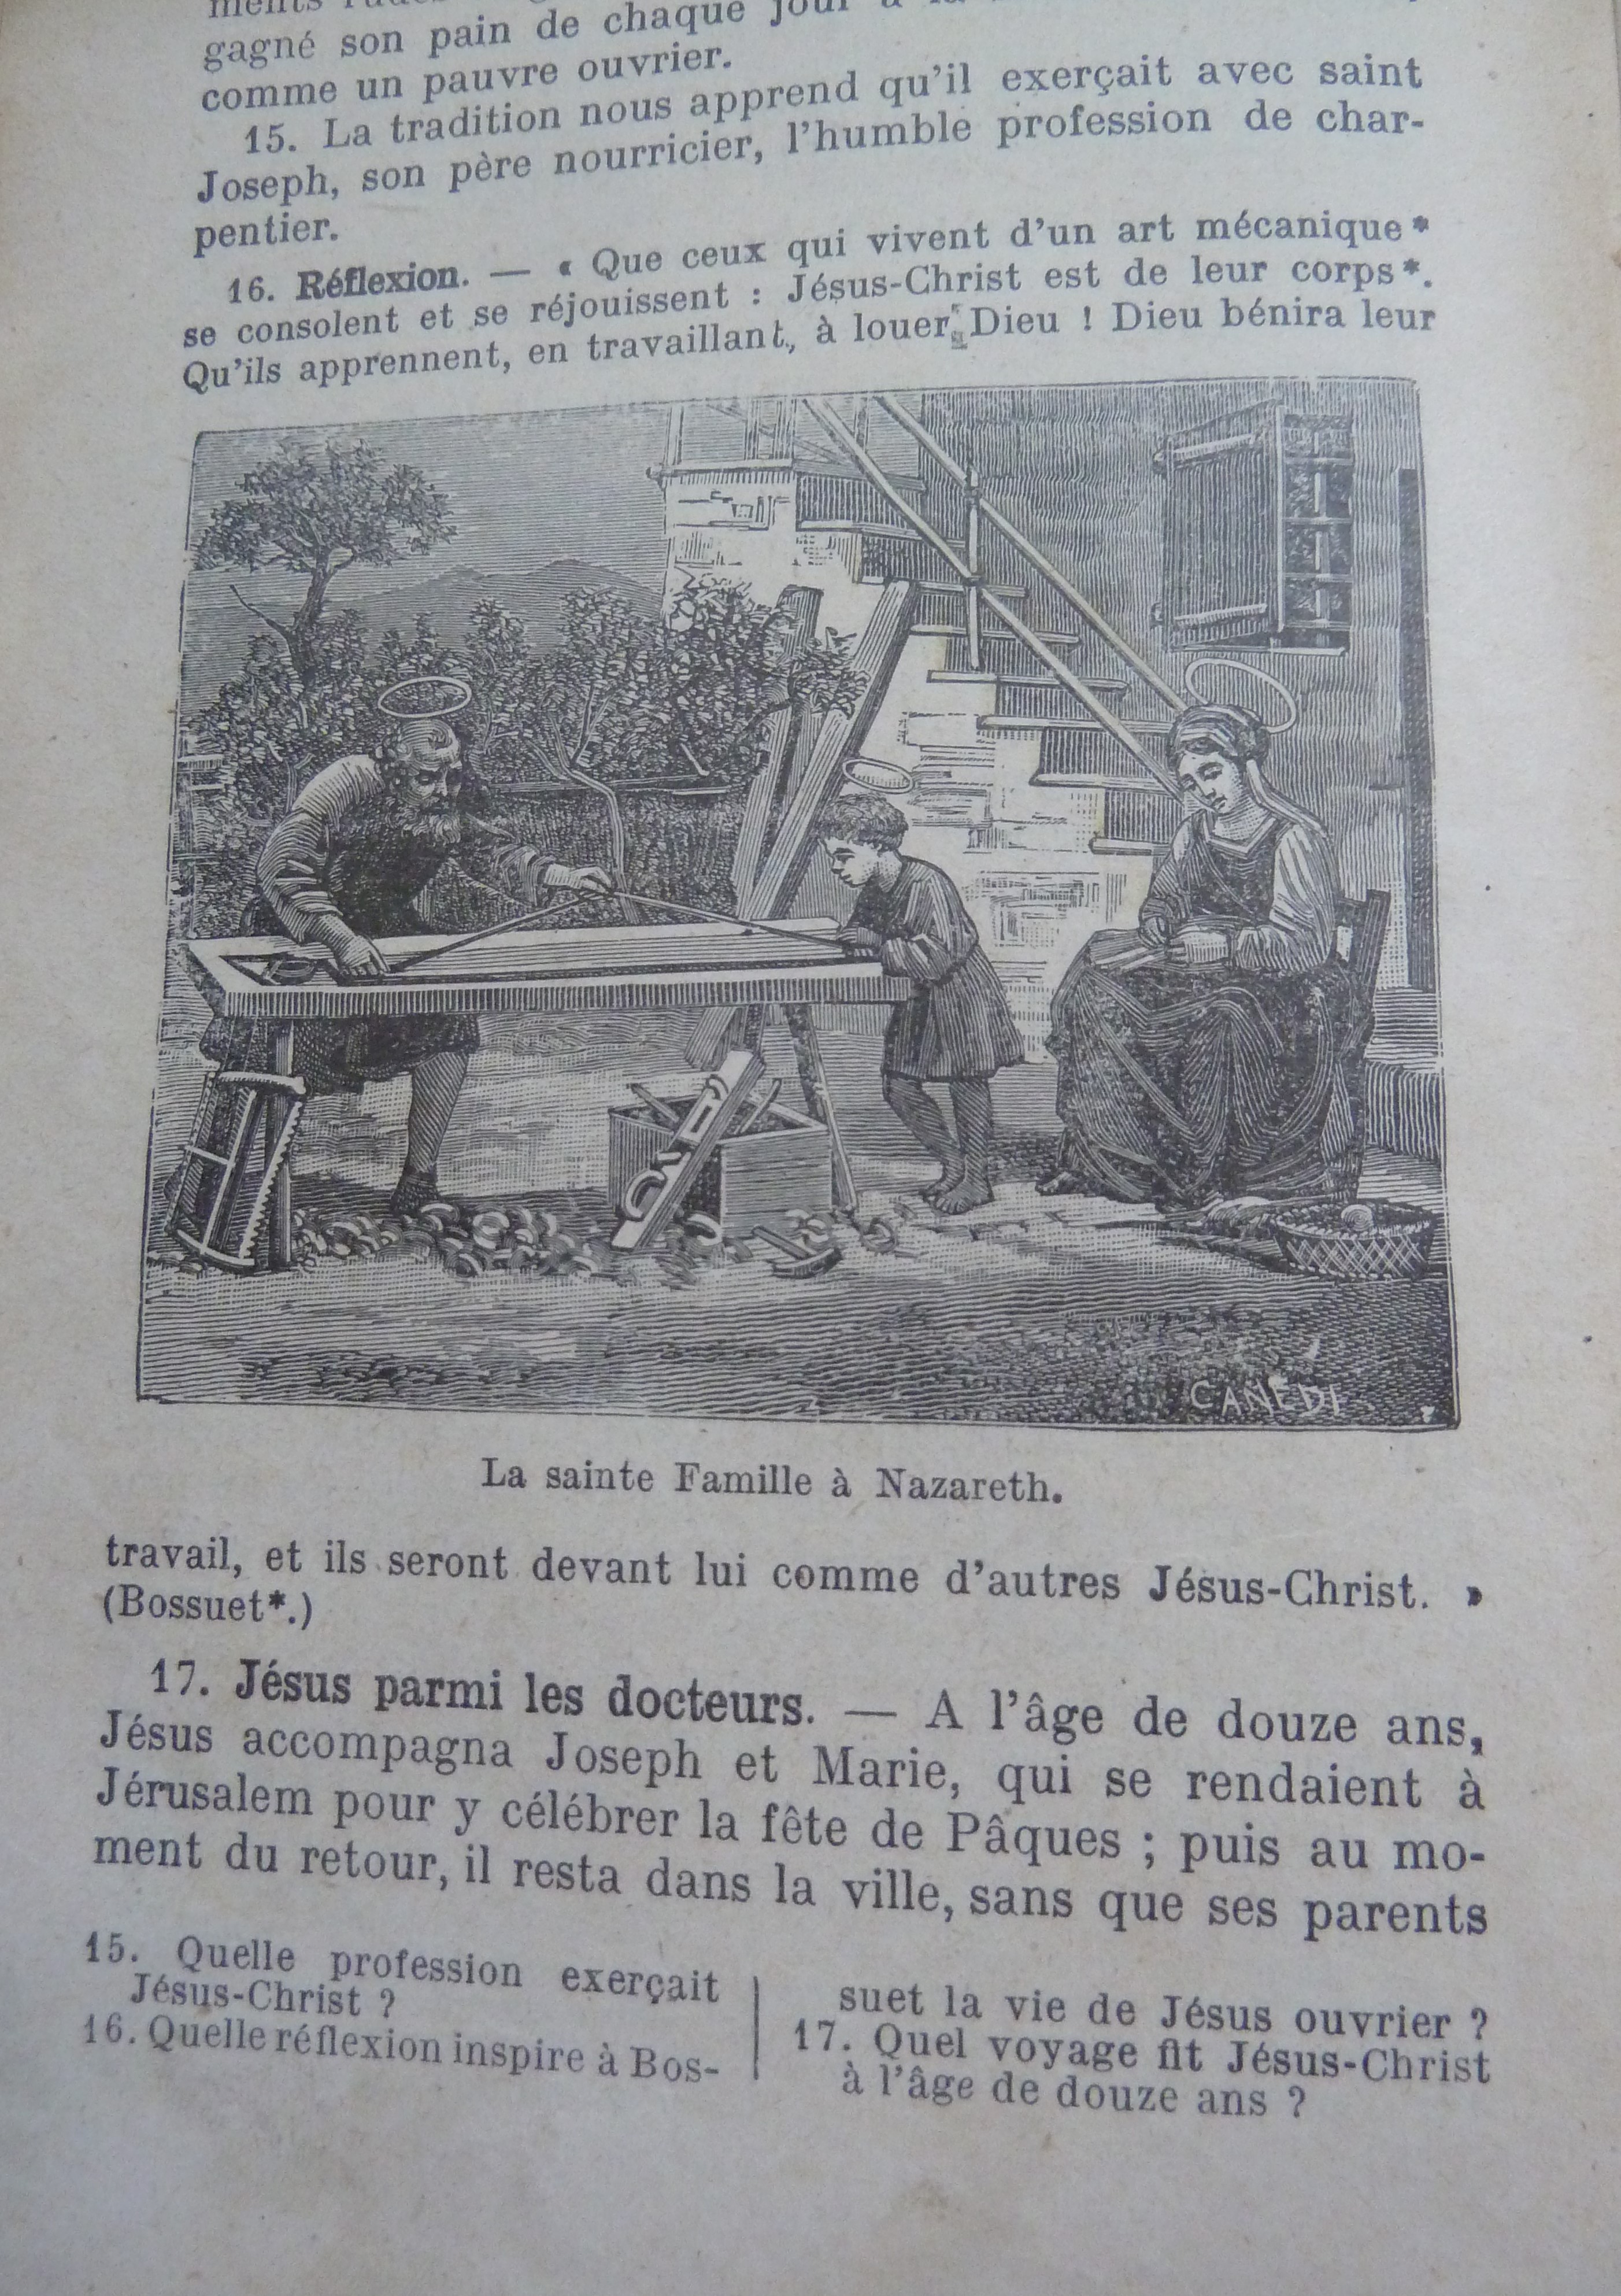 gagné son pain de chaque jour
comme un pauvre ouvrier.
15. La tradition nous apprend qu'il exerçait avec saint
Joseph, son père nourricier, l'humble profession de char-
pentier.
16. Réflexion. — « Que ceux qui vivent d'un art mécanique*
se consolent et se réjouissent : Jésus-Christ est de leur corps*.
Qu'ils apprennent, en travaillant, à louer Dieu ! Dieu bénira leur
CANEDI
La sainte Famille à Nazareth.
travail, et ils seront devant lui comme d'autres Jésus-Christ. »
(Bossuet*.)
17. Jésus parmi les docteurs. — A l'âge de douze ans,
Jésus accompagna Joseph et Marie, qui se rendaient à
Jérusalem pour y célébrer la fête de Pâques ; puis au mo-
ment du retour, il resta dans la ville, sans que ses parents
15. Quelle profession exerçait
Jésus-Christ ?
16. Quelle réflexion inspire à Bos-
suet la vie de Jésus ouvrier ?
17. Quel voyage fit Jésus-Christ
à l'âge de douze ans ?